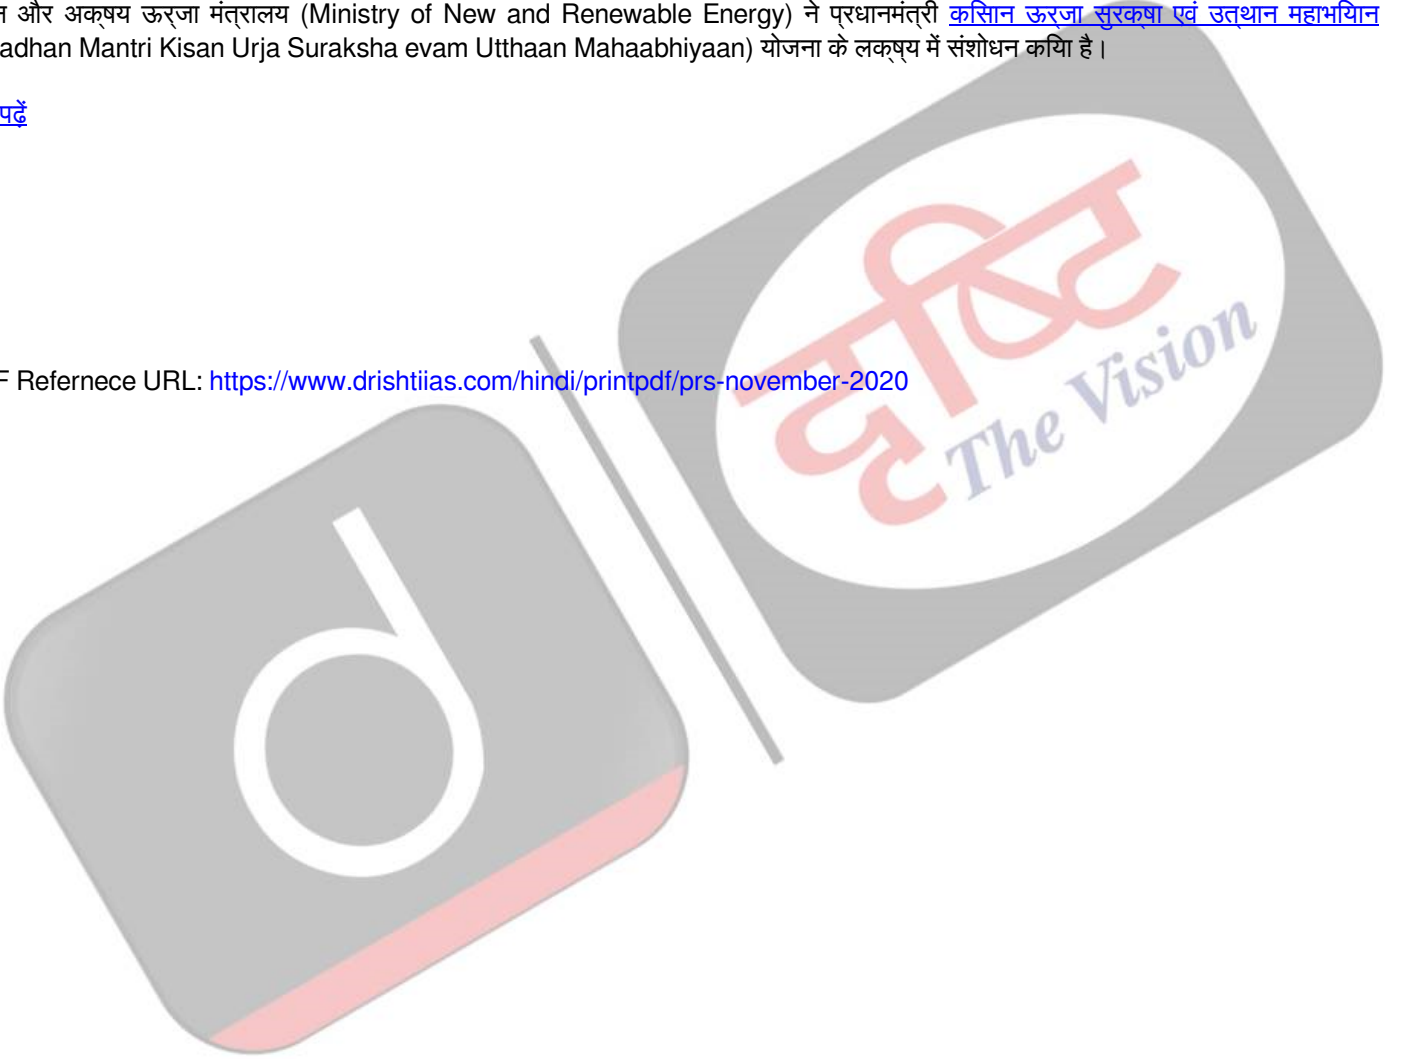 न और अक्षय ऊर्जा मंत्रालय (Ministry of New and Renewable Energy) ने प्रधानमंत्री किसान ऊर्जा सुरक्षा एवं उत्थान महाभियान
adhan Mantri Kisan Urja Suraksha evam Utthaan Mahaabhiyaan) योजना के लक्ष्य में संशोधन किया है।
पढ़ें
F Refernece URL: https://www.drishtiias.com/hindi/printpdf/prs-november-2020
दृष्टि
The Vision
d